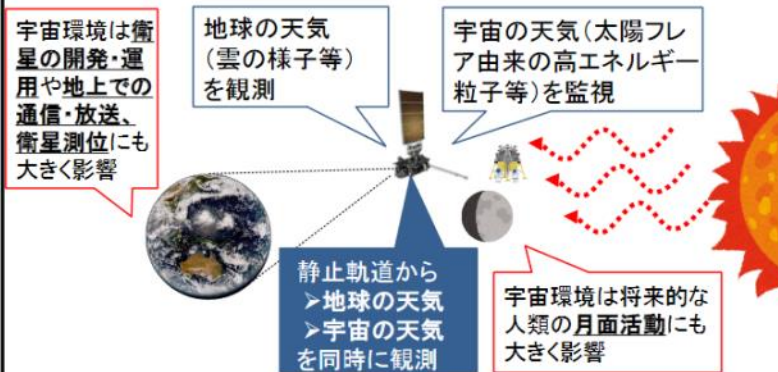 宇宙環境は衛
星の開発・運
用や地上での
通信・放送、
衛星測位にも
大きく影響
地球の天気
(雲の様子等)
を観測
宇宙の天気(太陽フレ
ア由来の高エネルギー
粒子等)を監視
静止軌道から
➢地球の天気
➢宇宙の天気
を同時に観測
宇宙環境は将来的な
人類の月面活動にも
大きく影響